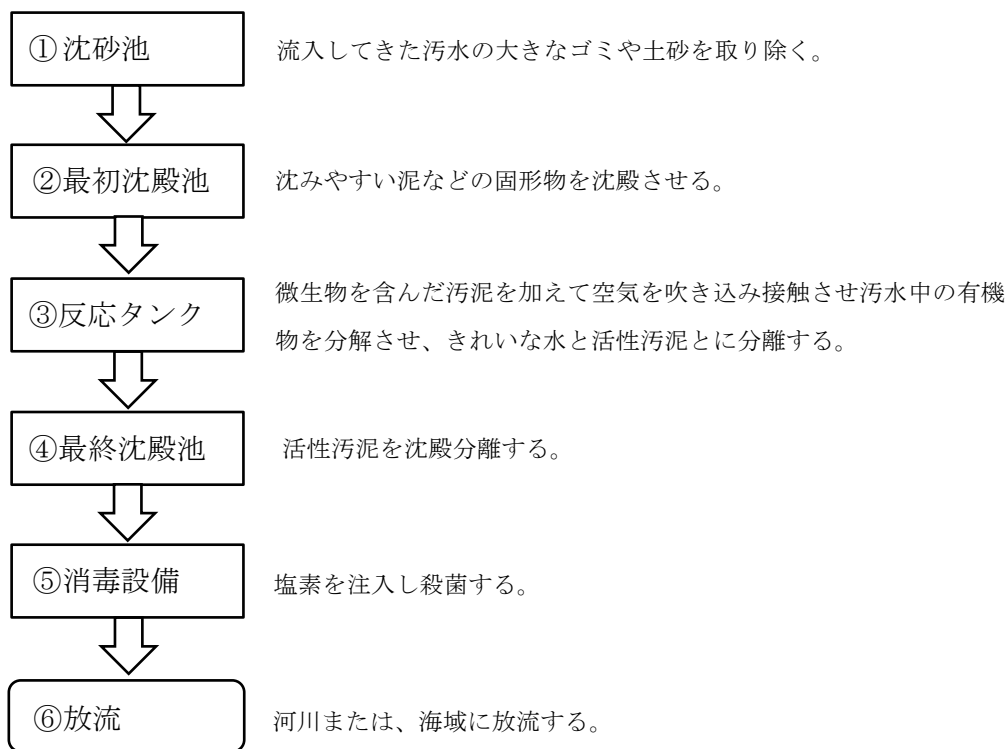 ①沈砂池
流入してきた汚水の大きなゴミや土砂を取り除く。
②最初沈殿池
沈みやすい泥などの固形物を沈殿させる。
③反応タンク
微生物を含んだ汚泥を加えて空気を吹き込み接触させ汚水中の有機
物を分解させ、きれいな水と活性汚泥とに分離する。
④最終沈殿池
活性汚泥を沈殿分離する。
⑤消毒設備
塩素を注入し殺菌する。
⑥放流
河川または、海域に放流する。